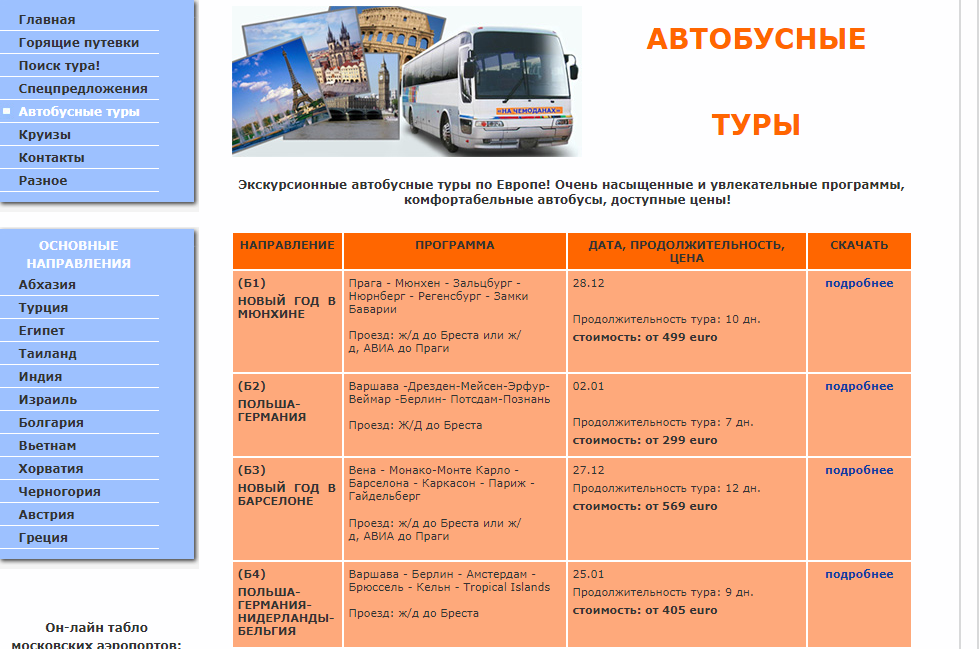 Главная
Горящие путевки
Поиск тура!
Спецпредложения
Автобусные туры
Круизы
Контакты
Разное
ОСНОВНЫЕ
НАПРАВЛЕНИЯ
Абхазия
Турция
Египет
Таиланд
Индия
Израиль
Болгария
Вьетнам
Хорватия
Черногория
Австрия
Греция
Он-лайн табло
московских аэропортов:
«НА ЧЕМОДАНАХ»
АВТОБУСНЫЕ
ТУРЫ
Экскурсионные автобусные туры по Европе! Очень насыщенные и увлекательные программы,
комфортабельные автобусы, доступные цены!
НАПРАВЛЕНИЕ
ПРОГРАММА
ДАТА, ПРОДОЛЖИТЕЛЬНОСТЬ,
ЦЕНА
СКАЧАТЬ
(Б1)
НОВЫЙ ГОД В
МЮНХИНЕ
Прага - Мюнхен - Зальцбург -
Нюрнберг - Регенсбург - Замки
Баварии
Проезд: ж/д до Бреста или ж/
д, АВИА до Праги
28.12
Продолжительность тура: 10 дн.
стоимость: от 499 euro
подробнее
(Б2)
ПОЛЬША-
ГЕРМАНИЯ
Варшава -Дрезден-Мейсен-Эрфур-
Веймар -Берлин- Потсдам-Познань
Проезд: Ж/Д до Бреста
02.01
Продолжительность тура: 7 дн.
стоимость: от 299 euro
подробнее
(Б3)
НОВЫЙ ГОД В
БАРСЕЛОНЕ
Вена - Монако-Монте Карло -
Барселона - Каркасон - Париж -
Гайдельберг
Проезд: ж/д до Бреста или ж/
д, АВИА до Праги
27.12
Продолжительность тура: 12 дн.
стоимость: от 569 euro
подробнее
(Б4)
ПОЛЬША-
ГЕРМАНИЯ-
НИДЕРЛАНДЫ-
БЕЛЬГИЯ
Варшава - Берлин - Амстердам -
Брюссель - Кельн - Tropical Islands
Проезд: ж/д до Бреста
25.01
Продолжительность тура: 9 дн.
стоимость: от 405 euro
подробнее